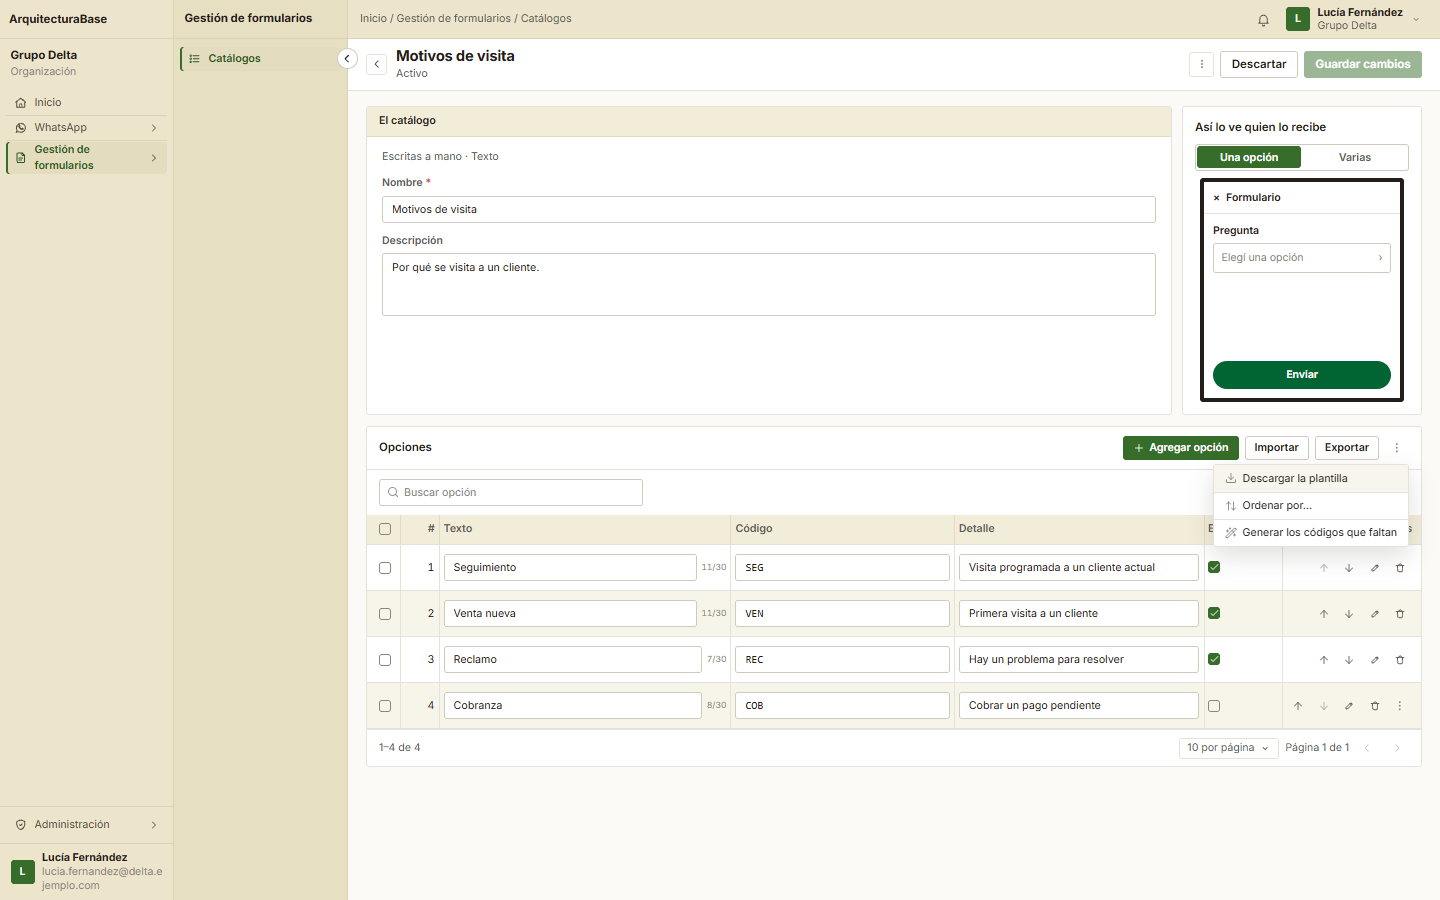 ArquitecturaBase
Grupo Delta
Organización
Inicio
WhatsApp
Gestión de
formularios
Administración
L
Lucía Fernández
lucia.fernandez@delta.e
jemplo.com
Gestión de formularios
Catálogos
Inicio / Gestión de formularios / Catálogos
L
Lucía Fernández
Grupo Delta
Motivos de visita
Activo
Descartar
Guardar cambios
El catálogo
Escritas a mano · Texto
Nombre *
Motivos de visita
Descripción
Por qué se visita a un cliente.
Así lo ve quien lo recibe
Una opción
Varias
× Formulario
Pregunta
Elegí una opción
Enviar
Opciones
Agregar opción
Importar
Exportar
Descargar la plantilla
Ordenar por...
Generar los códigos que faltan
Buscar opción
# Texto Código Detalle
1 Seguimiento 11/30 SEG Visita programada a un cliente actual
2 Venta nueva 11/30 VEN Primera visita a un cliente
3 Reclamo 7/30 REC Hay un problema para resolver
4 Cobranza 8/30 COB Cobrar un pago pendiente
1–4 de 4
10 por página
Página 1 de 1